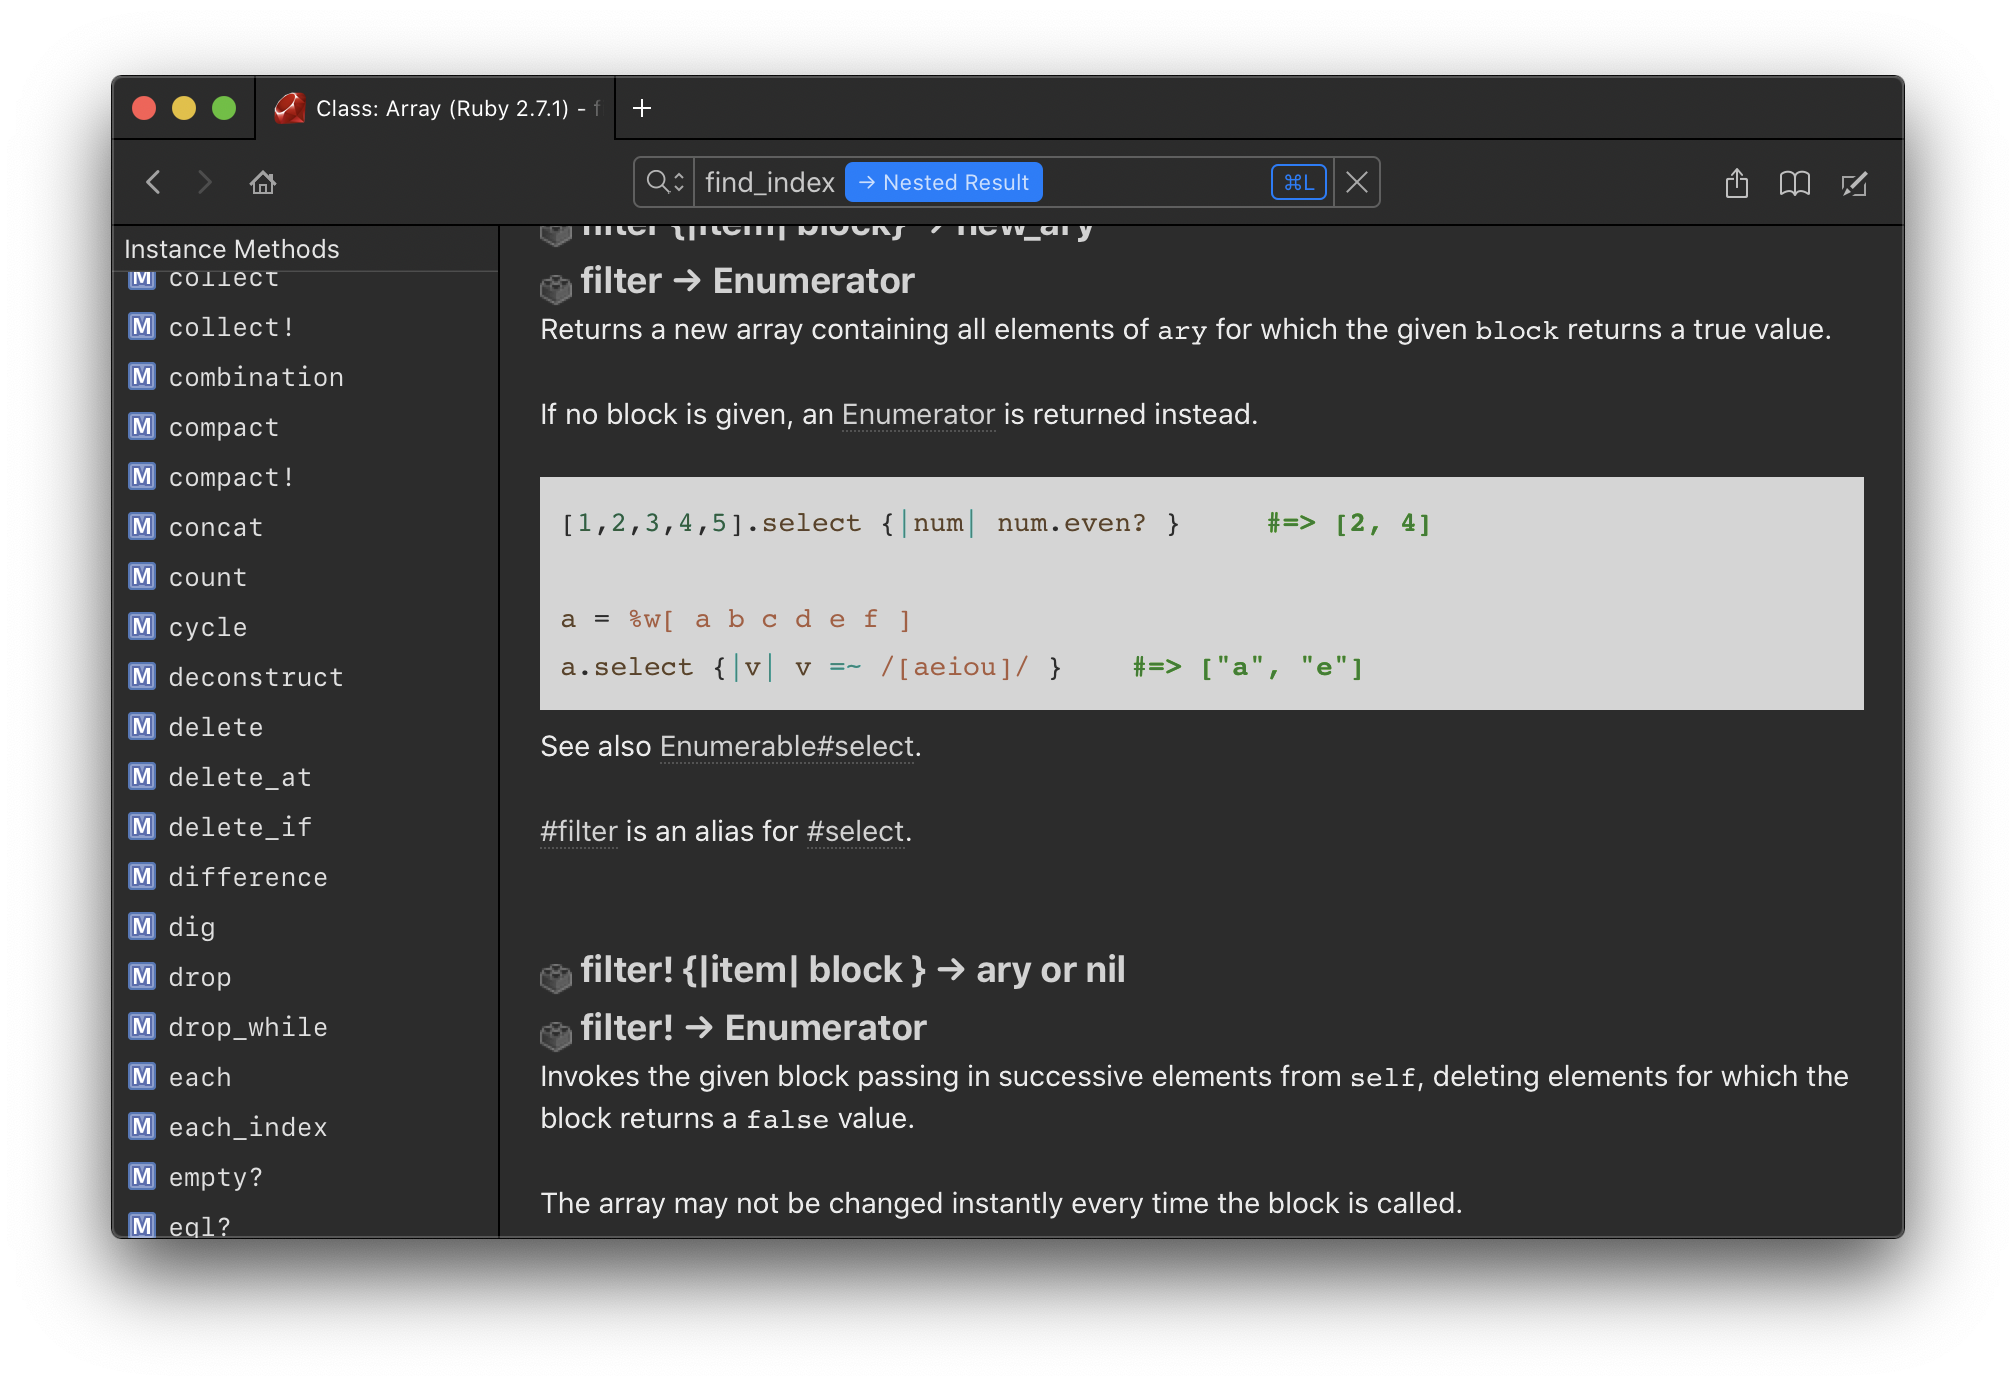 Class: Array (Ruby 2.7.1) - f
find_index → Nested Result ⌘L
Instance Methods
collect
collect!
combination
compact
compact!
concat
count
cycle
deconstruct
delete
delete_at
delete_if
difference
dig
drop
drop_while
each
each_index
empty?
eql?
filter {|item| block} → new_ary
filter → Enumerator
Returns a new array containing all elements of ary for which the given block returns a true value.
If no block is given, an Enumerator is returned instead.
[1,2,3,4,5].select {|num| num.even? } #=> [2, 4]
a = %w[ a b c d e f ]
a.select {|v| v =~ /[aeiou]/ } #=> ["a", "e"]
See also Enumerable#select.
#filter is an alias for #select.
filter! {|item| block } → ary or nil
filter! → Enumerator
Invokes the given block passing in successive elements from self, deleting elements for which the
block returns a false value.
The array may not be changed instantly every time the block is called.